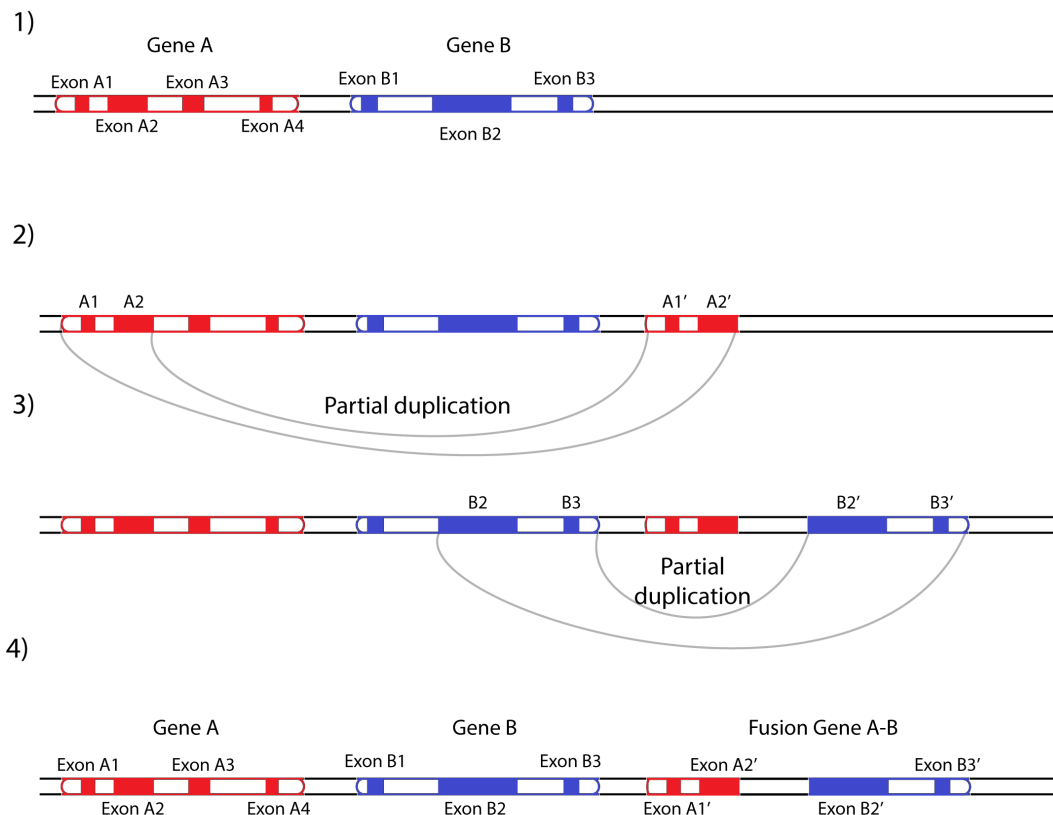 1)
Gene A
Gene B
Exon A1
Exon A3
Exon B1
Exon B3
Exon A2
Exon A4
Exon B2
2)
A1
A2
A1′
A2′
3)
Partial duplication
B2
B3
B2′
B3′
Partial
duplication
4)
Gene A
Gene B
Fusion Gene A-B
Exon A1
Exon A3
Exon B1
Exon B3
Exon A2′
Exon B3′
Exon A2
Exon A4
Exon B2
Exon A1′
Exon B2′